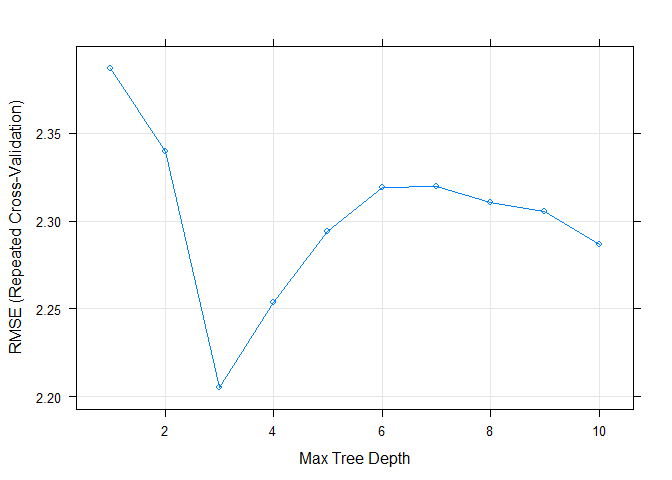 RMSE (Repeated Cross-Validation)
2.35
2.30
2.25
2.20
2 4 6 8 10
Max Tree Depth